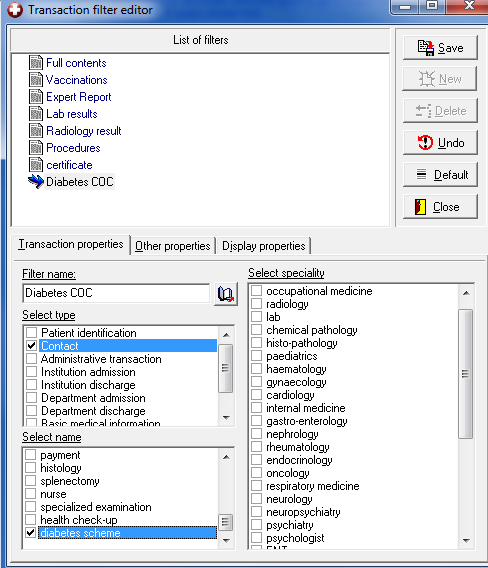 Transaction filter editor
List of filters
Full contents
Vaccinations
Expert Report
Lab results
Radiology result
Procedures
certificate
Diabetes COC
Save
New
Delete
Undo
Default
Close
Transaction properties
Other properties
Display properties
Filter name:
Diabetes COC
Select type
Patient identification
Contact
Administrative transaction
Institution admission
Institution discharge
Department admission
Department discharge
Basic medical information
Select name
payment
histology
splenectomy
nurse
specialized examination
health check-up
diabetes scheme
Select speciality
occupational medicine
radiology
lab
chemical pathology
histo-pathology
paediatrics
haematology
gynaecology
cardiology
internal medicine
gastro-enterology
nephrology
rheumatology
endocrinology
oncology
respiratory medicine
neurology
neuropsychiatry
psychiatry
psychologist
ENT